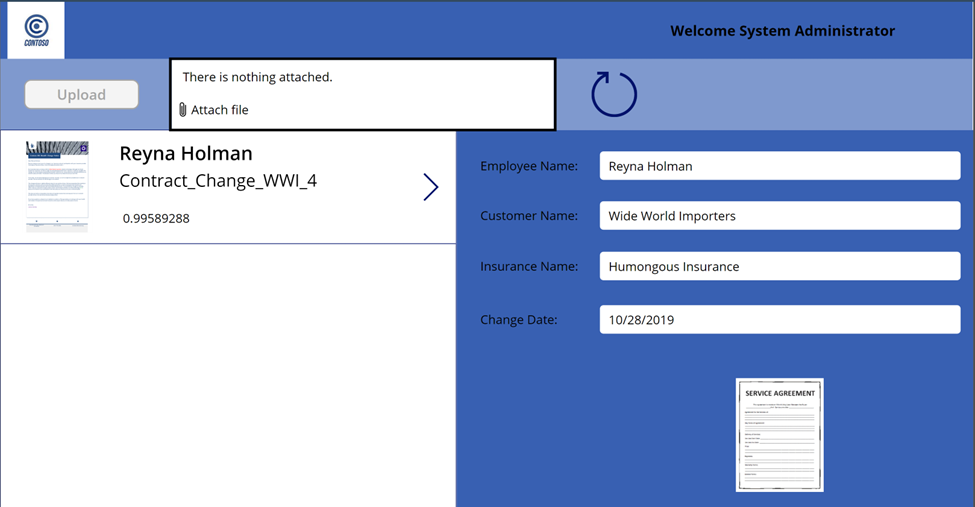 CONTOSO
Welcome System Administrator
Upload
There is nothing attached.
Attach file
Reyna Holman
Contract_Change_WWI_4
0.99589288
Employee Name:
Reyna Holman
Customer Name:
Wide World Importers
Insurance Name:
Humongous Insurance
Change Date:
10/28/2019
SERVICE AGREEMENT